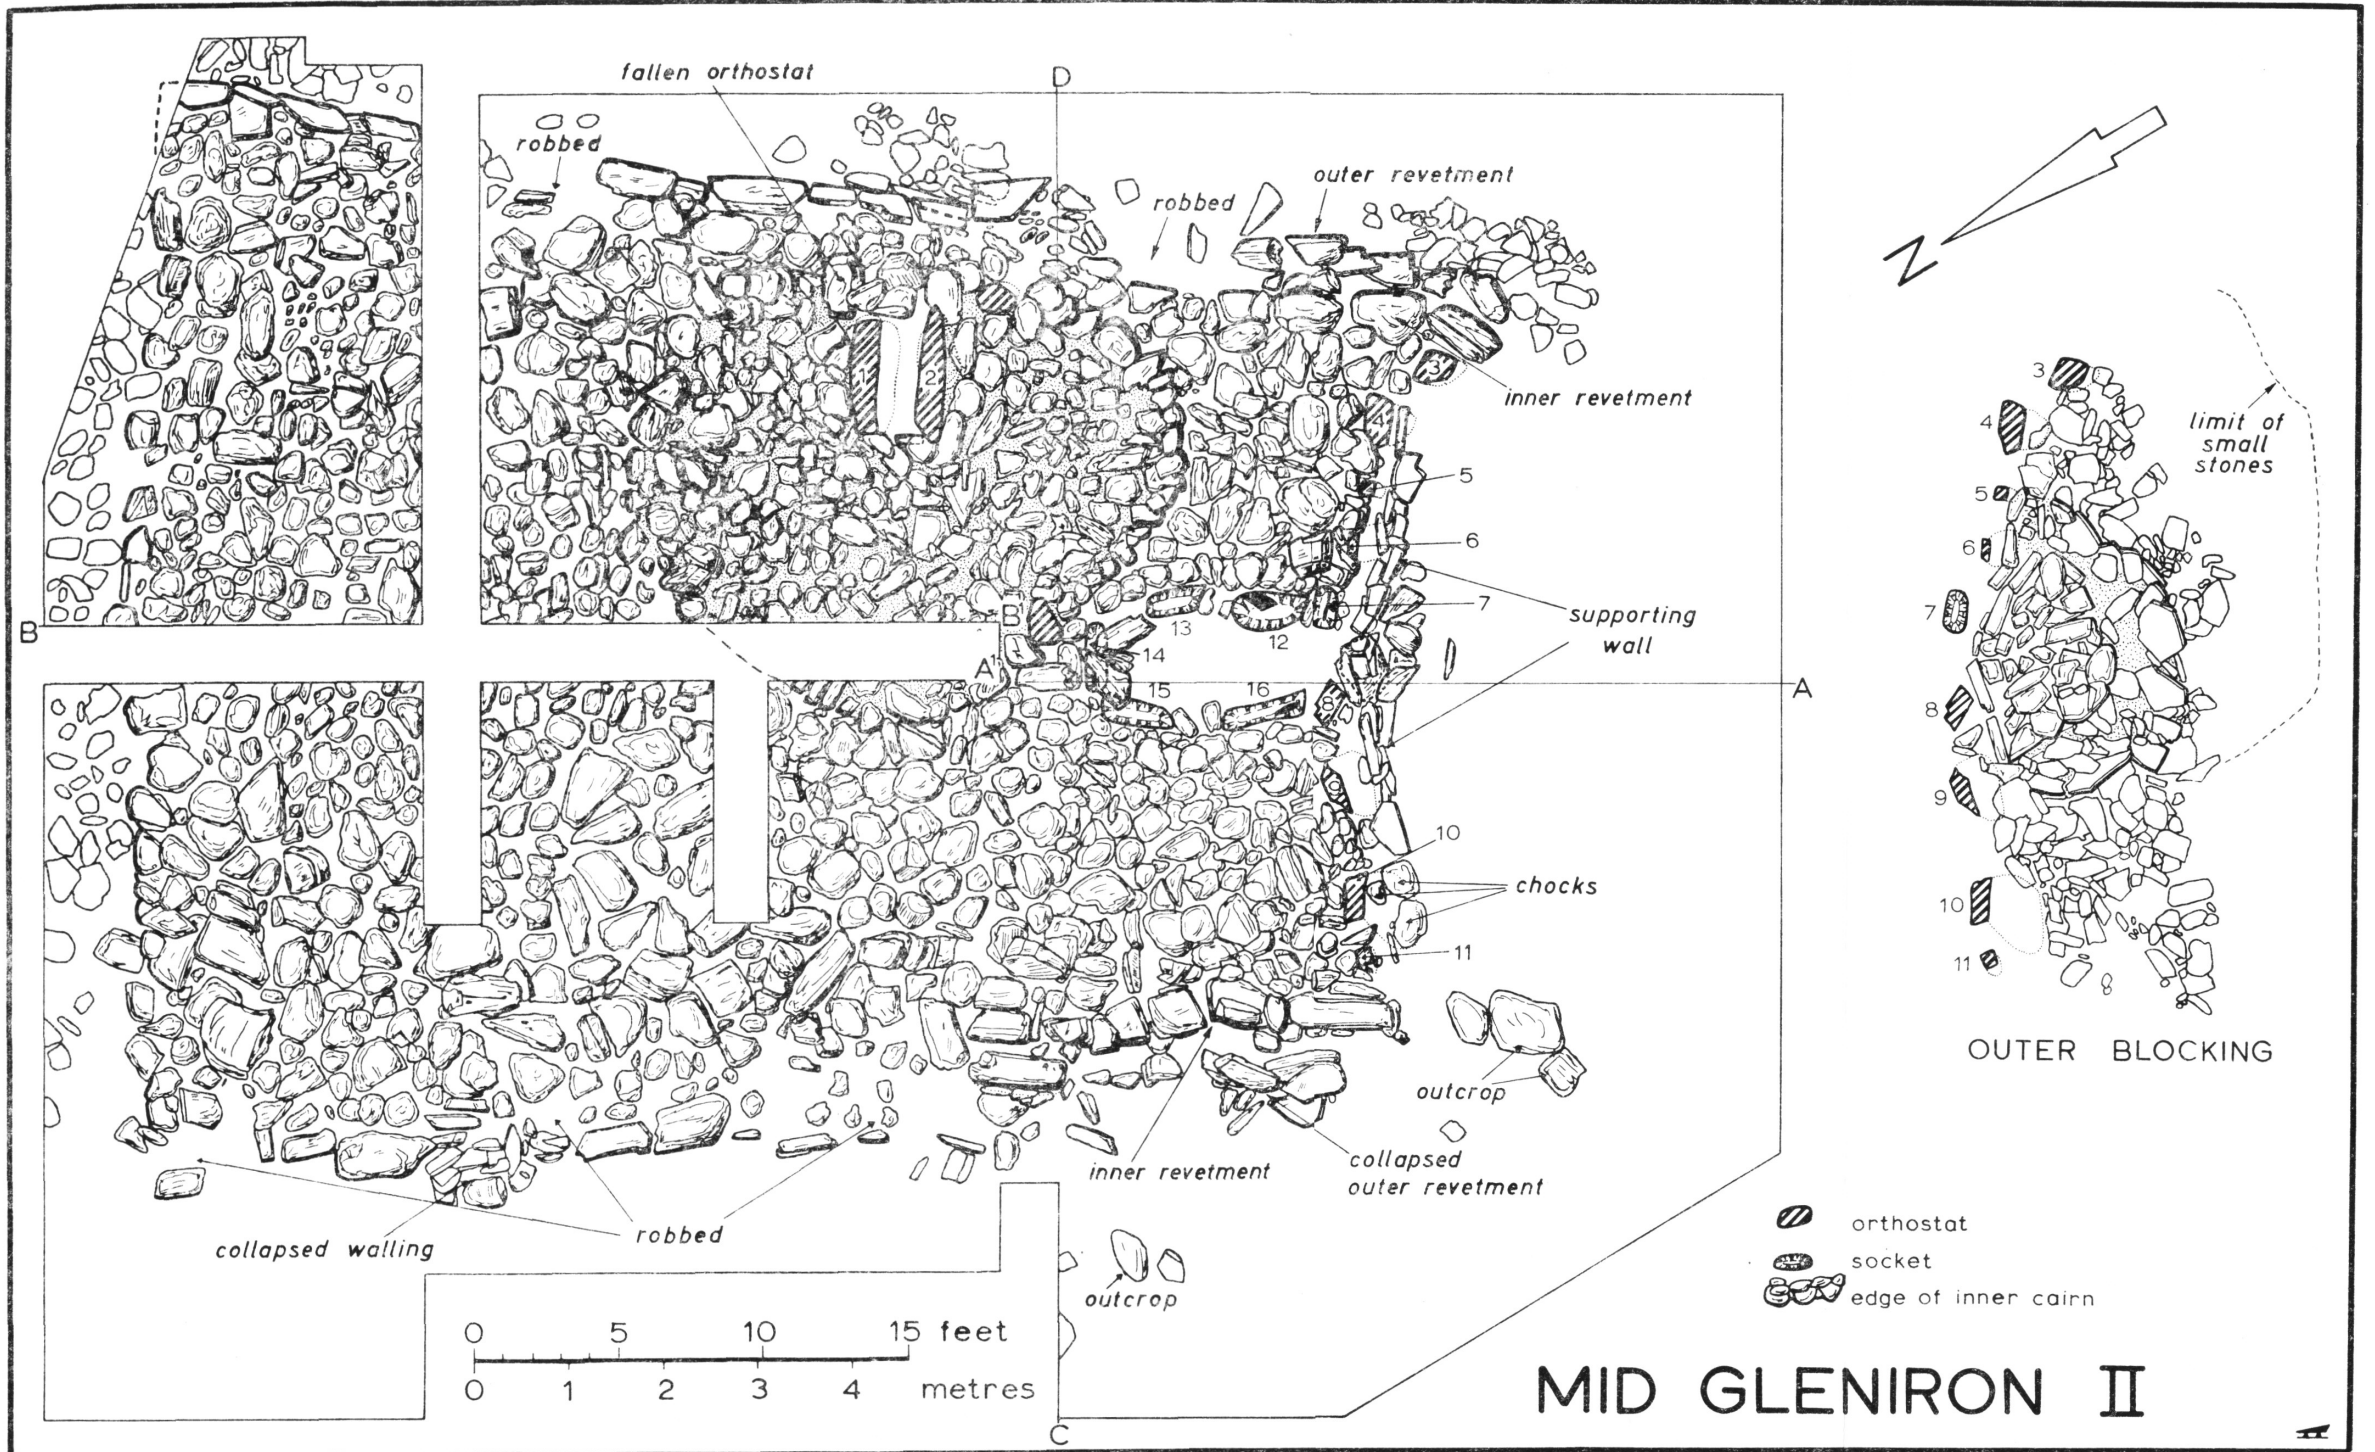 fallen orthostat
D
robbed
robbed
outer revetment
N
1
2
3
inner revetment
4
5
6
7
supporting
wall
B
B'
A'
A
13
12
14
15
16
8
9
10
chocks
11
3
4
5
6
7
8
9
10
11
limit of
small
stones
OUTER BLOCKING
outcrop
inner revetment
collapsed
outer revetment
collapsed walling
robbed
outcrop
orthostat
socket
edge of inner cairn
0 5 10 15 feet
0 1 2 3 4 metres
C
MID GLENIRON II